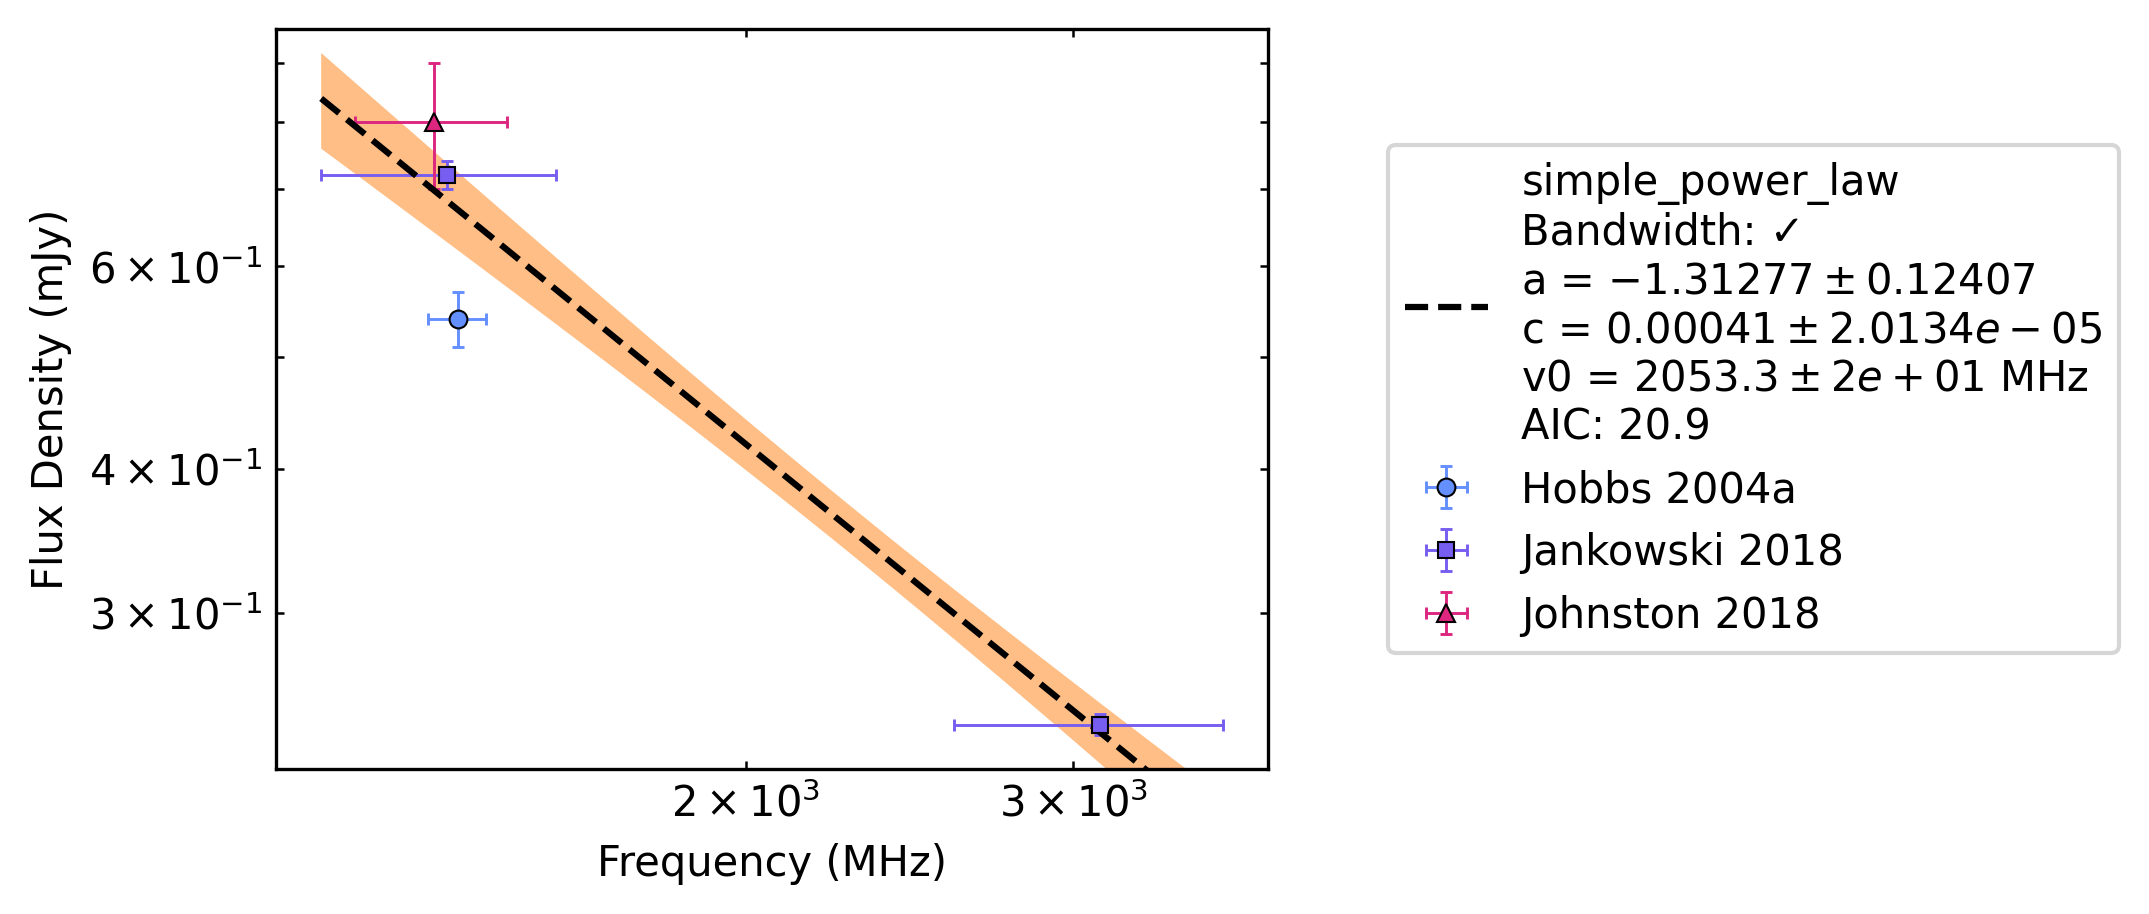 Flux Density (mJy)
6 × 10⁻¹
4 × 10⁻¹
3 × 10⁻¹
2 × 10³
3 × 10³
Frequency (MHz)
simple_power_law
Bandwidth: ✓
a = −1.31277 ± 0.12407
c = 0.00041 ± 2.0134e − 05
v0 = 2053.3 ± 2e + 01 MHz
AIC: 20.9
Hobbs 2004a
Jankowski 2018
Johnston 2018